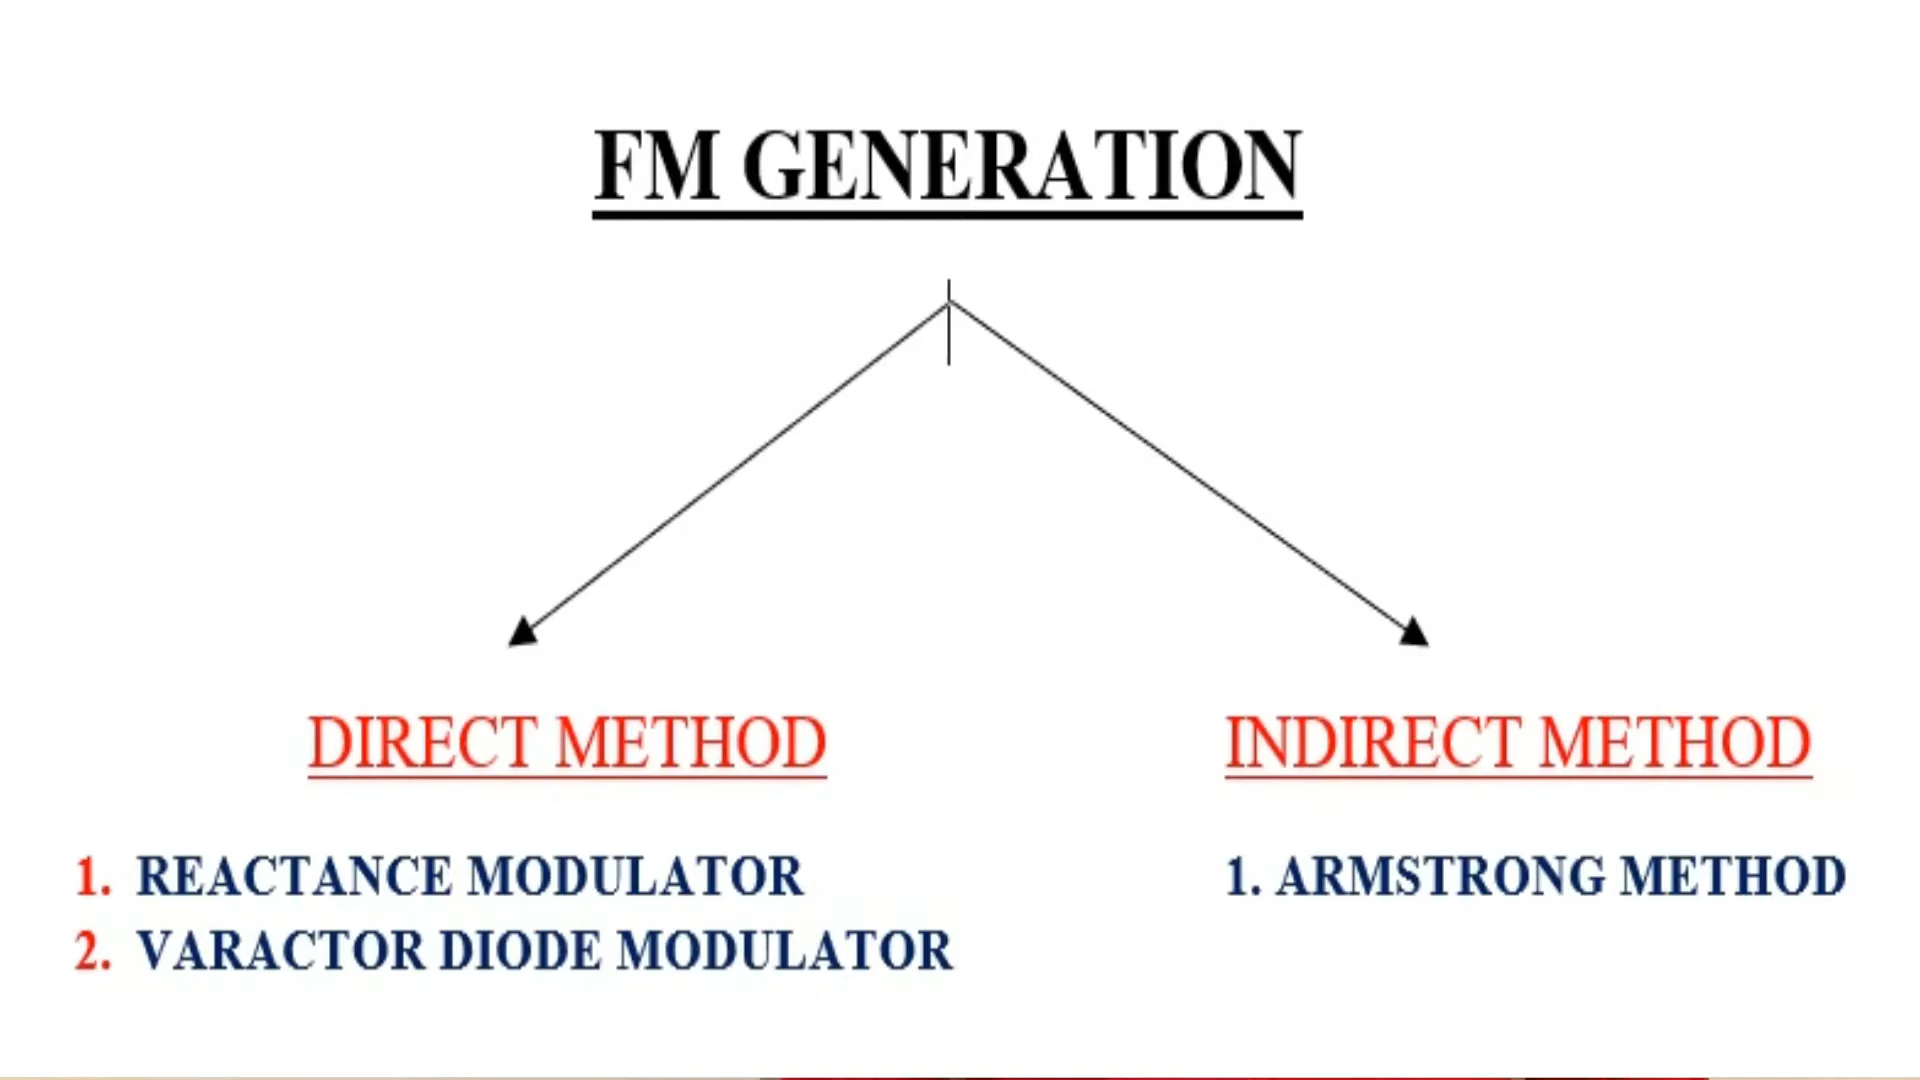 FM GENERATION
DIRECT METHOD
1. REACTANCE MODULATOR
2. VARACTOR DIODE MODULATOR
INDIRECT METHOD
1. ARMSTRONG METHOD